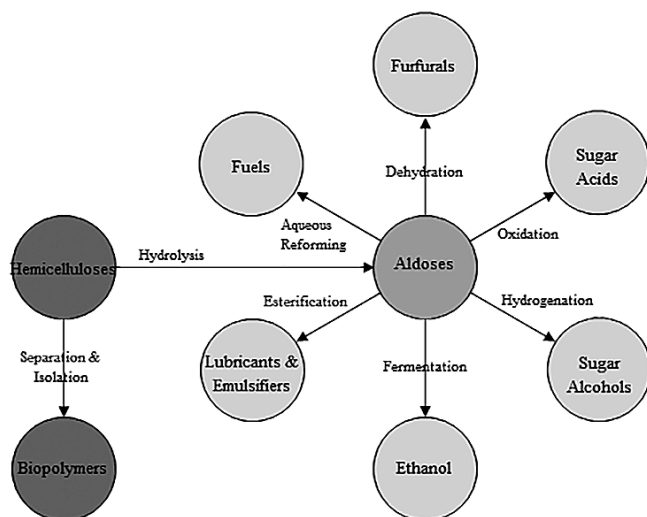 Furfurals
Fuels
Sugar
Acids
Dehydration
Aqueous
Reforming
Oxidation
Hemicelluloses
Hydrolysis
Aldoses
Esterification
Hydrogenation
Separation &
Isolation
Lubricants &
Emulsifiers
Fermentation
Sugar
Alcohols
Biopolymers
Ethanol